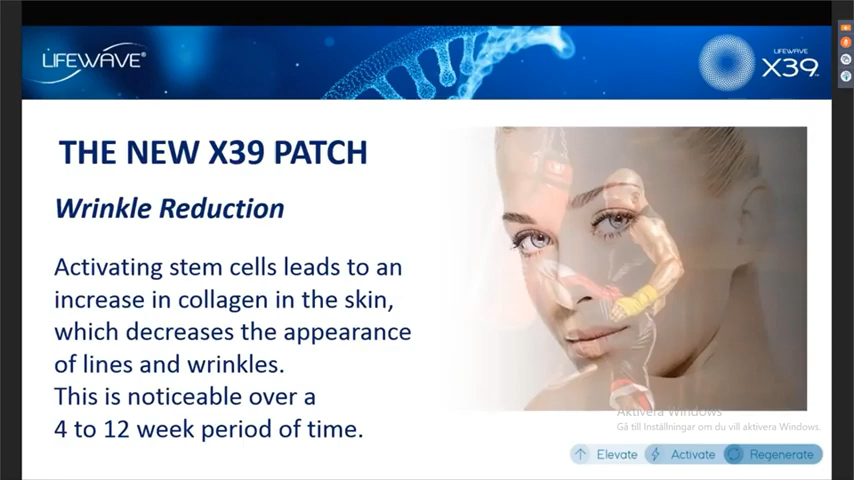 LIFEWAVE®
LIFEWAVE
X39™
THE NEW X39 PATCH
Wrinkle Reduction
Activating stem cells leads to an
increase in collagen in the skin,
which decreases the appearance
of lines and wrinkles.
This is noticeable over a
4 to 12 week period of time.
Aktivera Windows
Gå till Inställningar om du vill aktivera Windows.
Elevate
Activate
Regenerate